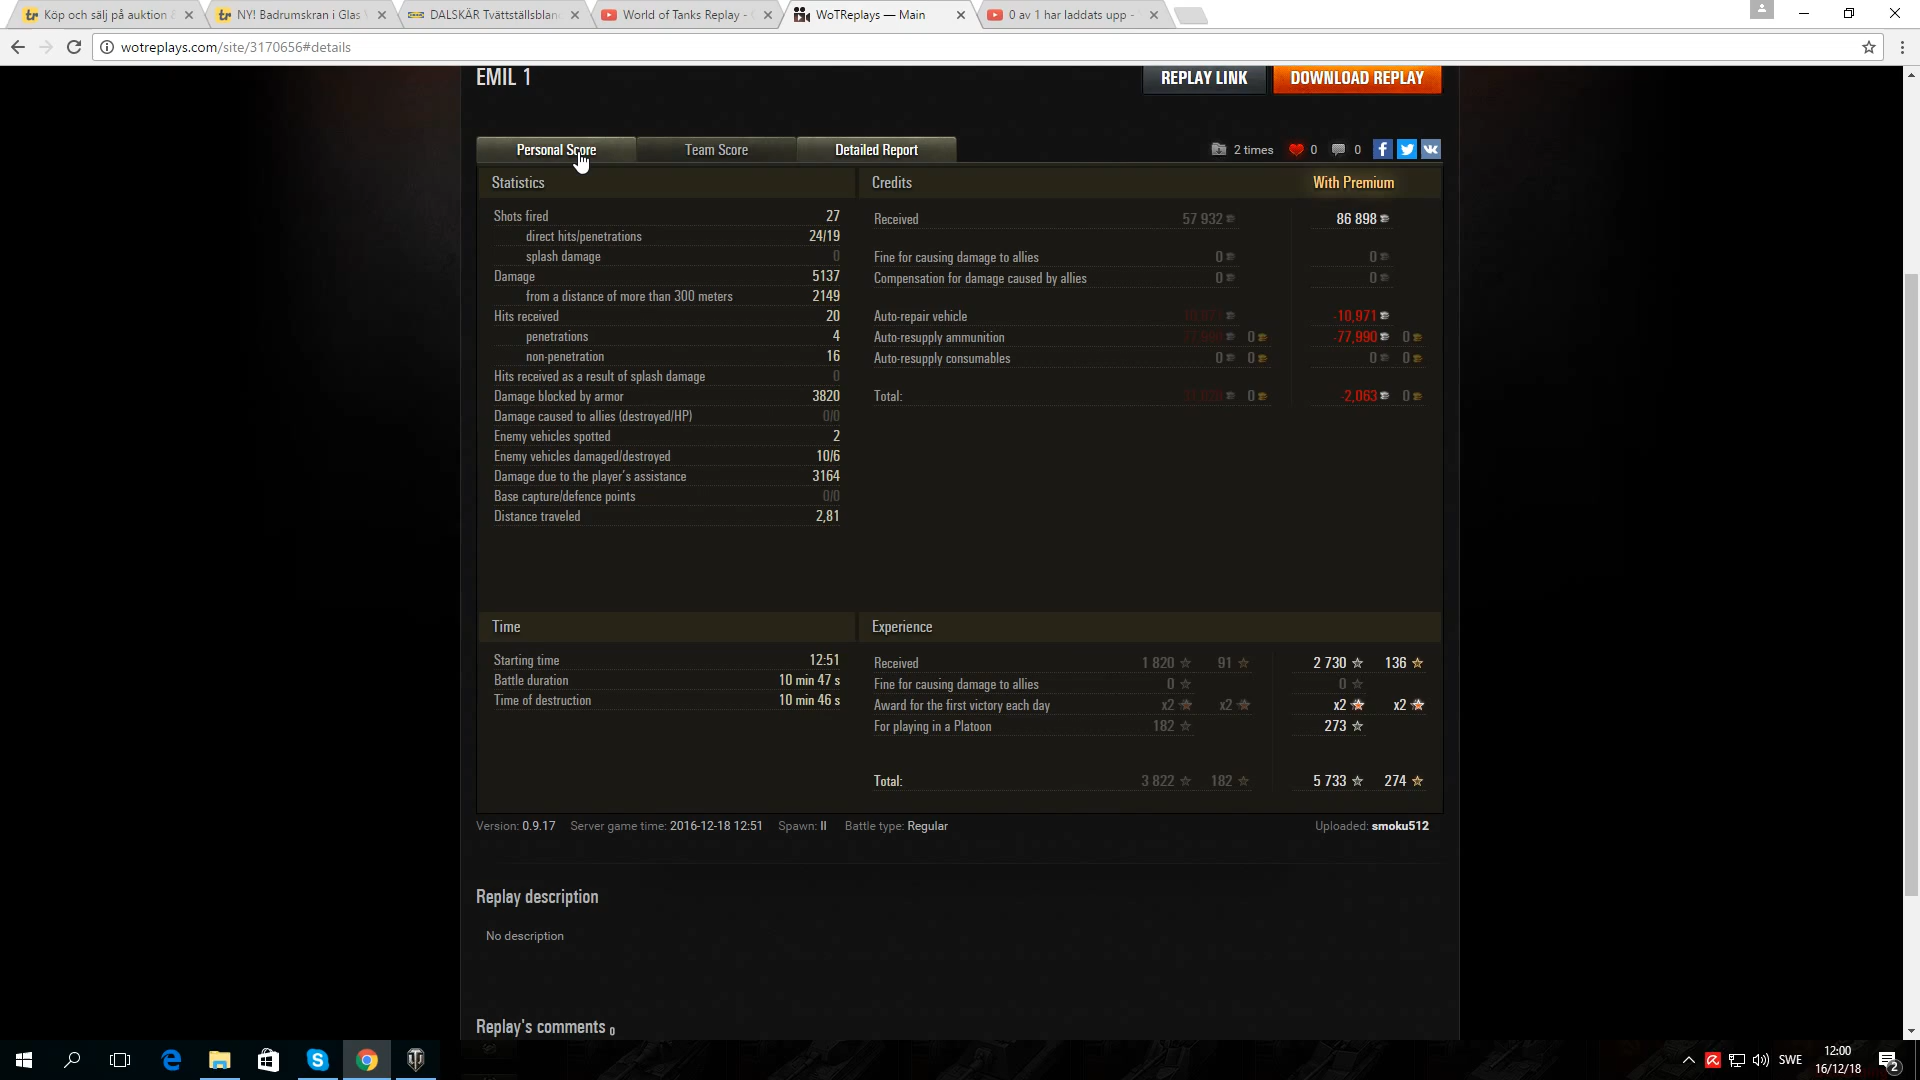 Köp och sälj på auktion
NY! Badrumskran i Glas
DALSKÄR Tvättställsblan
World of Tanks Replay -
WoTReplays — Main
0 av 1 har laddats upp -
wotreplays.com/site/3170656#details
EMIL 1
REPLAY LINK
DOWNLOAD REPLAY
Personal Score
Team Score
Detailed Report
2 times
0
0
Statistics
Credits
With Premium
Shots fired 27
direct hits/penetrations 24/19
splash damage 0
Damage 5137
from a distance of more than 300 meters 2149
Hits received 20
penetrations 4
non-penetration 16
Hits received as a result of splash damage 0
Damage blocked by armor 3820
Damage caused to allies (destroyed/HP) 0/0
Enemy vehicles spotted 2
Enemy vehicles damaged/destroyed 10/6
Damage due to the player's assistance 3164
Base capture/defence points 0/0
Distance traveled 2,81
Received 57 932 86 898
Fine for causing damage to allies 0 0
Compensation for damage caused by allies 0 0
Auto-repair vehicle -10,971
Auto-resupply ammunition 0 -77,990 0
Auto-resupply consumables 0 0 0 0
Total: 0 -2,063 0
Time
Experience
Starting time 12:51
Battle duration 10 min 47 s
Time of destruction 10 min 46 s
Received 1 820 91 2 730 136
Fine for causing damage to allies 0 0
Award for the first victory each day x2 x2 x2 x2
For playing in a Platoon 182 273
Total: 3 822 182 5 733 274
Version: 0.9.17 Server game time: 2016-12-18 12:51 Spawn: II Battle type: Regular
Uploaded: smoku512
Replay description
No description
Replay's comments 0
SWE
12:00
16/12/18
2